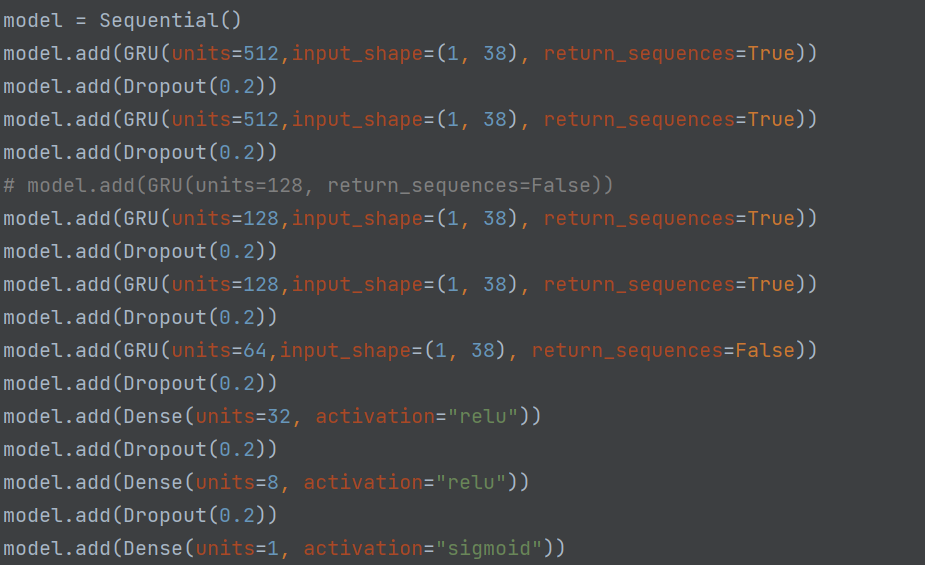 model = Sequential()
model.add(GRU(units=512,input_shape=(1, 38), return_sequences=True))
model.add(Dropout(0.2))
model.add(GRU(units=512,input_shape=(1, 38), return_sequences=True))
model.add(Dropout(0.2))
# model.add(GRU(units=128, return_sequences=False))
model.add(GRU(units=128,input_shape=(1, 38), return_sequences=True))
model.add(Dropout(0.2))
model.add(GRU(units=128,input_shape=(1, 38), return_sequences=True))
model.add(Dropout(0.2))
model.add(GRU(units=64,input_shape=(1, 38), return_sequences=False))
model.add(Dropout(0.2))
model.add(Dense(units=32, activation="relu"))
model.add(Dropout(0.2))
model.add(Dense(units=8, activation="relu"))
model.add(Dropout(0.2))
model.add(Dense(units=1, activation="sigmoid"))